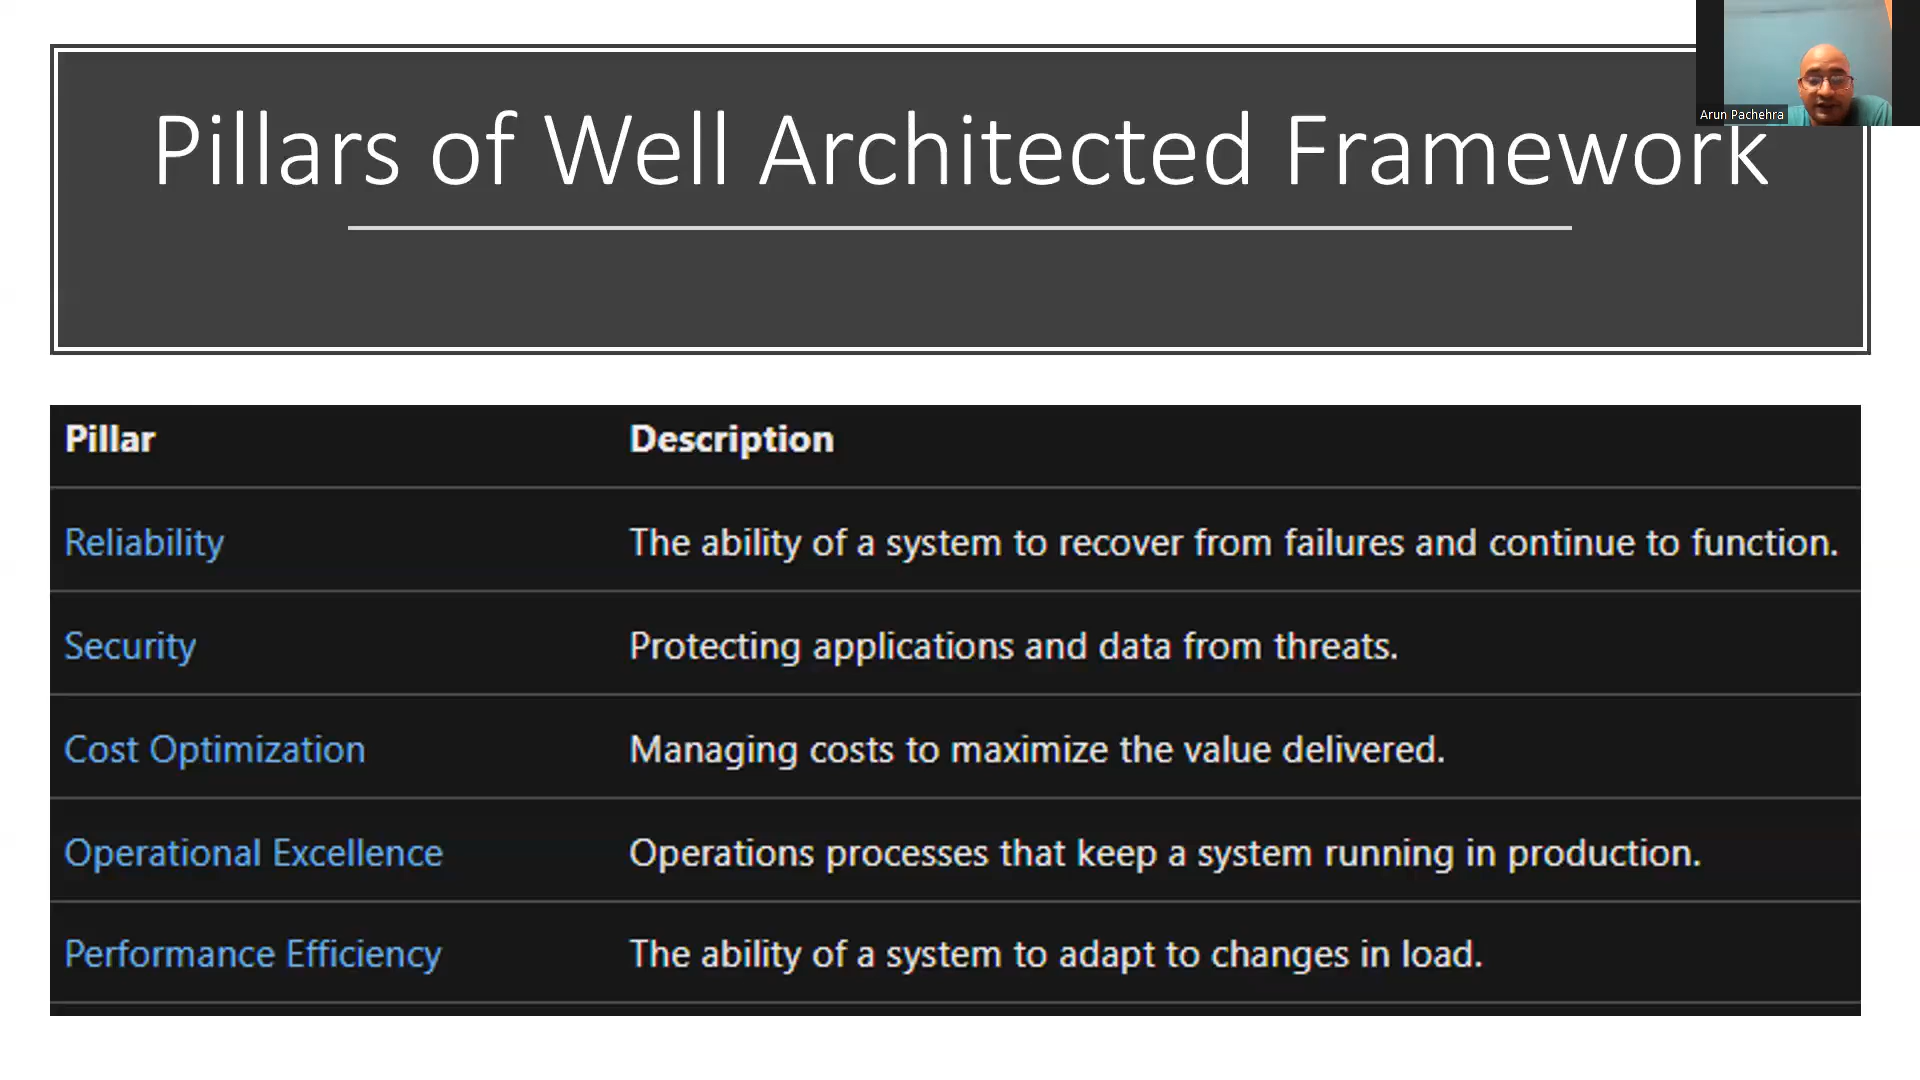 Arun Pachehra
Pillars of Well Architected Framework
Pillar Description
Reliability The ability of a system to recover from failures and continue to function.
Security Protecting applications and data from threats.
Cost Optimization Managing costs to maximize the value delivered.
Operational Excellence Operations processes that keep a system running in production.
Performance Efficiency The ability of a system to adapt to changes in load.